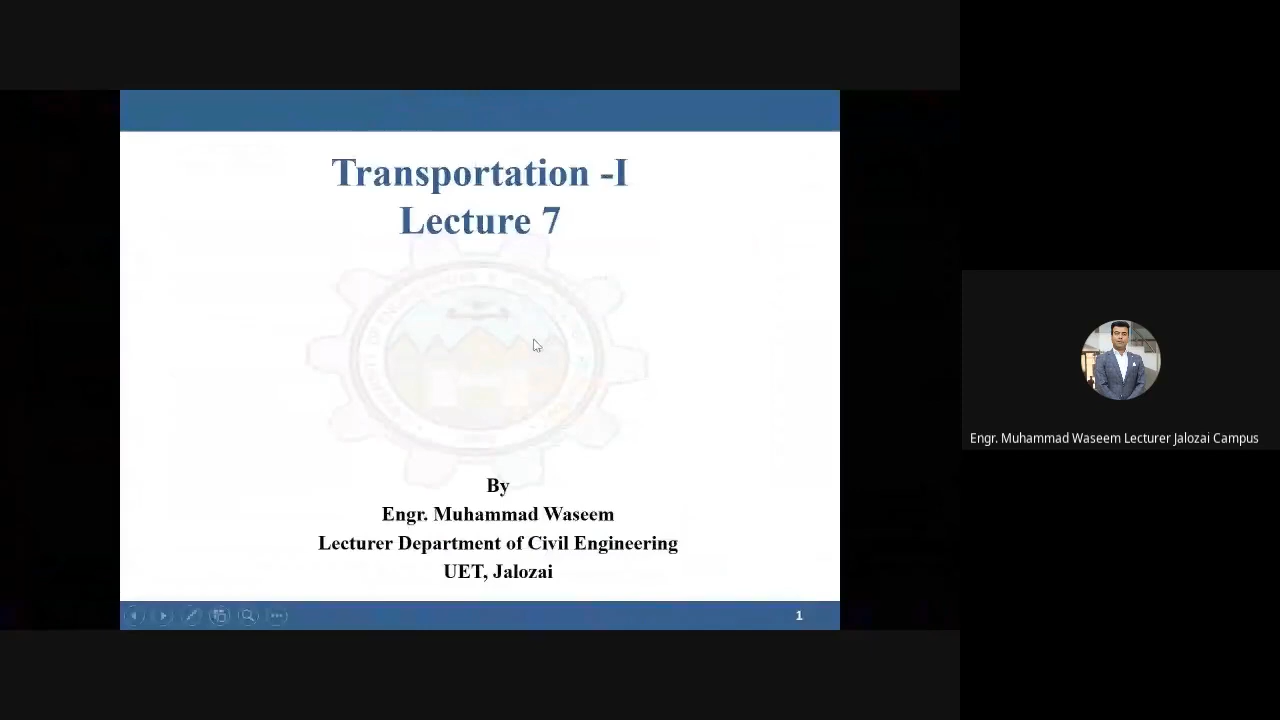 Transportation -I
Lecture 7
By
Engr. Muhammad Waseem
Lecturer Department of Civil Engineering
UET, Jalozai
1
Engr. Muhammad Waseem Lecturer Jalozai Campus